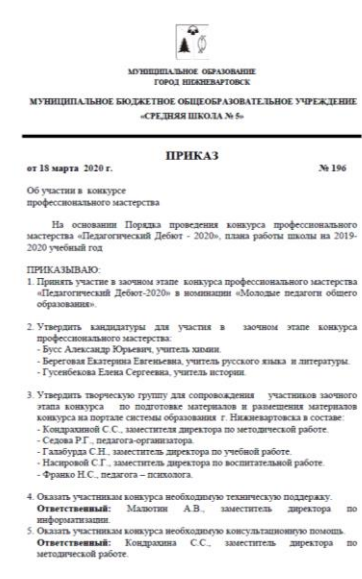 МУНИЦИПАЛЬНОЕ ОБРАЗОВАНИЕ
ГОРОД НИЖНЕВАРТОВСК
МУНИЦИПАЛЬНОЕ БЮДЖЕТНОЕ ОБЩЕОБРАЗОВАТЕЛЬНОЕ УЧРЕЖДЕНИЕ
«СРЕДНЯЯ ШКОЛА № 5»
ПРИКАЗ
от 18 марта 2020 г. № 196
Об участии в конкурсе
профессионального мастерства
На основании Порядка проведения конкурса профессионального
мастерства «Педагогический Дебют - 2020», плана работы школы на 2019-
2020 учебный год
ПРИКАЗЫВАЮ:
1. Принять участие в заочном этапе конкурса профессионального мастерства
«Педагогический Дебют-2020» в номинации «Молодые педагоги общего
образования».
2. Утвердить кандидатуры для участия в заочном этапе конкурса
профессионального мастерства:
- Бусс Александр Юрьевич, учитель химии.
- Береговая Екатерина Евгеньевна, учитель русского языка и литературы.
- Гусенбекова Елена Сергеевна, учитель истории.
3. Утвердить творческую группу для сопровождения участников заочного
этапа конкурса по подготовке материалов и размещения материалов
конкурса на портале системы образования г. Нижневартовска в составе:
- Кондрахиной С.С., заместителя директора по методической работе.
- Седова Р.Г., педагога-организатора.
- Галабурда С.Н., заместитель директора по учебной работе.
- Насировой С.Г., заместитель директора по воспитательной работе.
- Франко Н.С., педагога – психолога.
4. Оказать участникам конкурса необходимую техническую поддержку.
Ответственный: Малютин А.В., заместитель директора по
информатизации.
5. Оказать участникам конкурса необходимую консультационную помощь.
Ответственный: Кондрахина С.С., заместитель директора по
методической работе.